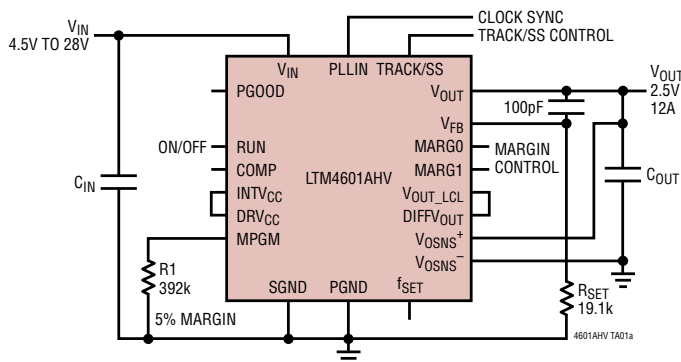 CLOCK SYNC
TRACK/SS CONTROL
VIN
4.5V TO 28V
VIN PLLIN TRACK/SS
PGOOD
VOUT
VOUT
2.5V
12A
100pF
VFB
ON/OFF
RUN
MARG0
MARGIN
CONTROL
COMP
LTM4601AHV
MARG1
CIN
INTVCC
VOUT_LCL
COUT
DRVCC
DIFFVOUT
MPGM
VOSNS+
VOSNS–
R1
392k
SGND PGND fSET
RSET
19.1k
5% MARGIN
4601AHV TA01a